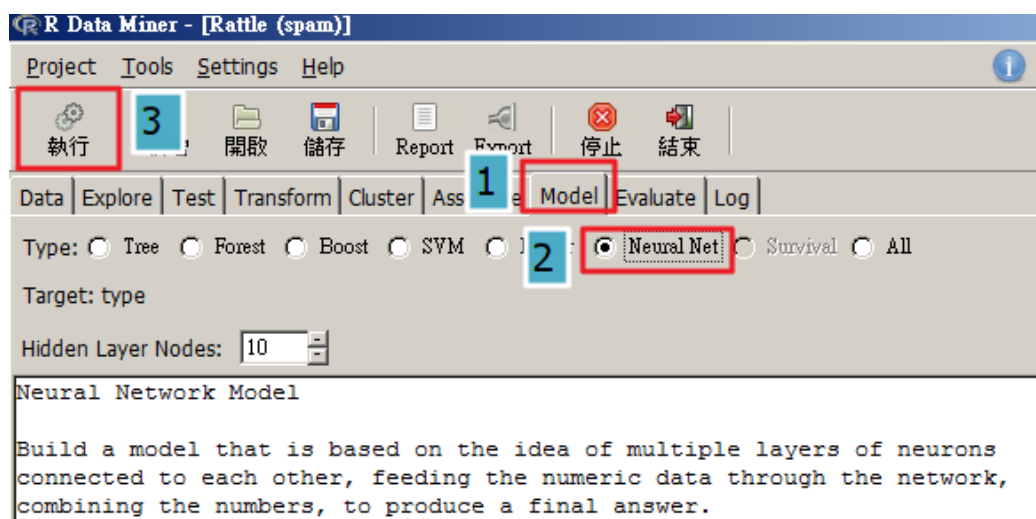 R Data Miner - [Rattle (spam)]
Project Tools Settings Help
執行 3 開啟 儲存 Report Export 停止 結束
1
Data Explore Test Transform Cluster Ass Model Evaluate Log
Type: Tree Forest Boost SVM 2 Neural Net Survival All
Target: type
Hidden Layer Nodes: 10
Neural Network Model
Build a model that is based on the idea of multiple layers of neurons
connected to each other, feeding the numeric data through the network,
combining the numbers, to produce a final answer.